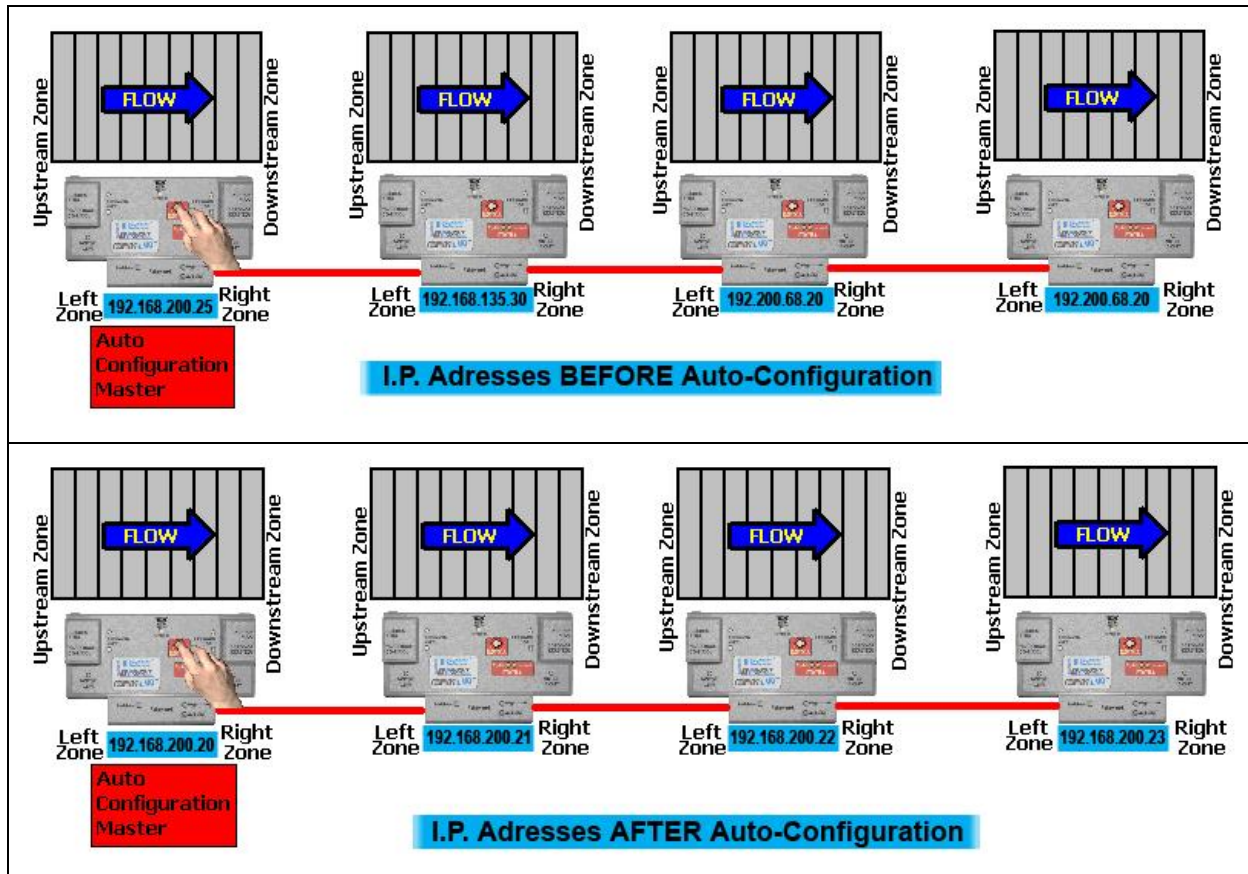 Upstream Zone
FLOW
Downstream Zone
FLOW
Upstream Zone
Downstream Zone
FLOW
Upstream Zone
FLOW
Downstream Zone
Left Zone
192.168.200.25
Right Zone
Left Zone
192.168.135.30
Right Zone
Left Zone
192.200.68.20
Right Zone
Left Zone
192.200.68.20
Right Zone
Auto
Configuration
Master
I.P. Adresses BEFORE Auto-Configuration
Upstream Zone
FLOW
Downstream Zone
Upstream Zone
FLOW
Downstream Zone
Upstream Zone
FLOW
Downstream Zone
Upstream Zone
FLOW
Downstream Zone
Left Zone
192.168.200.20
Right Zone
Left Zone
192.168.200.21
Right Zone
Left Zone
192.168.200.22
Right Zone
Left Zone
192.168.200.23
Right Zone
Auto
Configuration
Master
I.P. Adresses AFTER Auto-Configuration